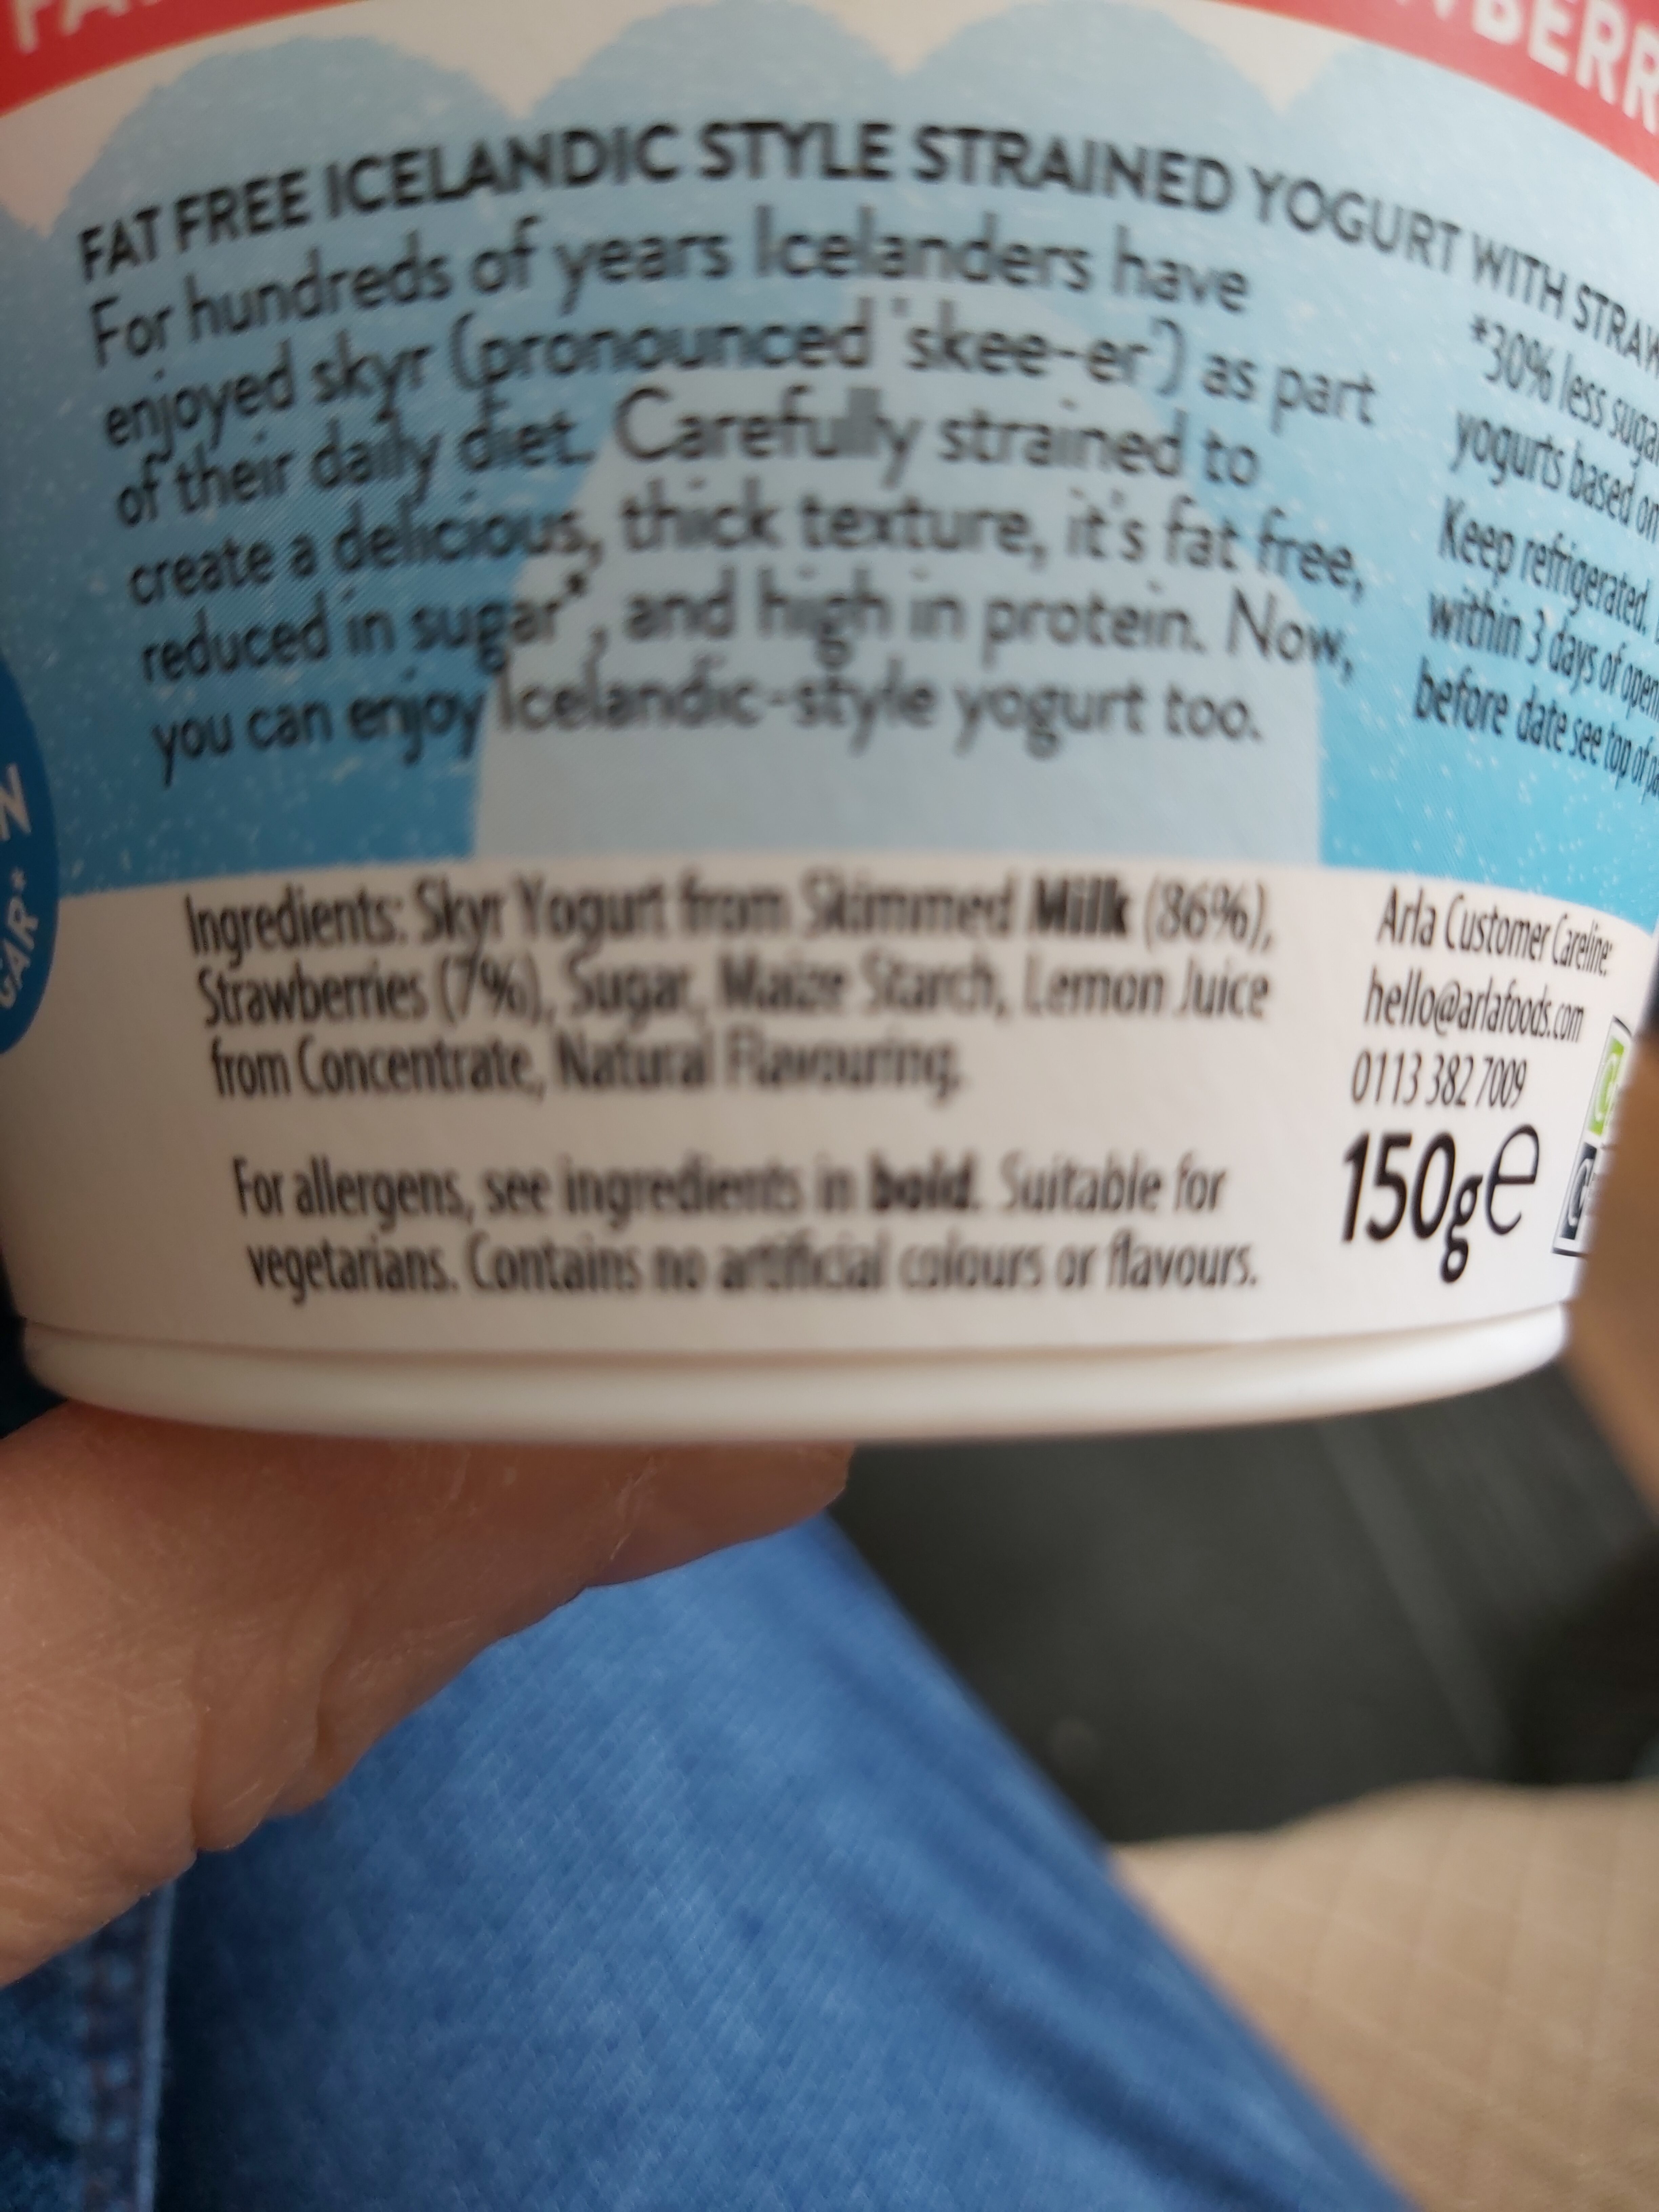 FAT FREE ICELANDIC STYLE STRAINED YOGURT WITH
For hundreds of years Icelanders have
enjoyed skyr (pronounced 'skee-er') as part
of their daily diet. Carefully strained to
create a delicious, thick texture, it's fat free,
reduced in sugar*, and high in protein. Now,
you can enjoy Icelandic-style yogurt too.
*30% less
yogurts based on
Keep refrigerated.
within 3 days of
before date see top of
Ingredients: Skyr Yogurt from Skimmed Milk (86%),
Strawberries (7%), Sugar, Maize Starch, Lemon Juice
from Concentrate, Natural Flavouring.
For allergens, see ingredients in bold. Suitable for
vegetarians. Contains no artificial colours or flavours.
Arla Customer Careline:
hello@arlafoods.com
0113 382 7009
150g e